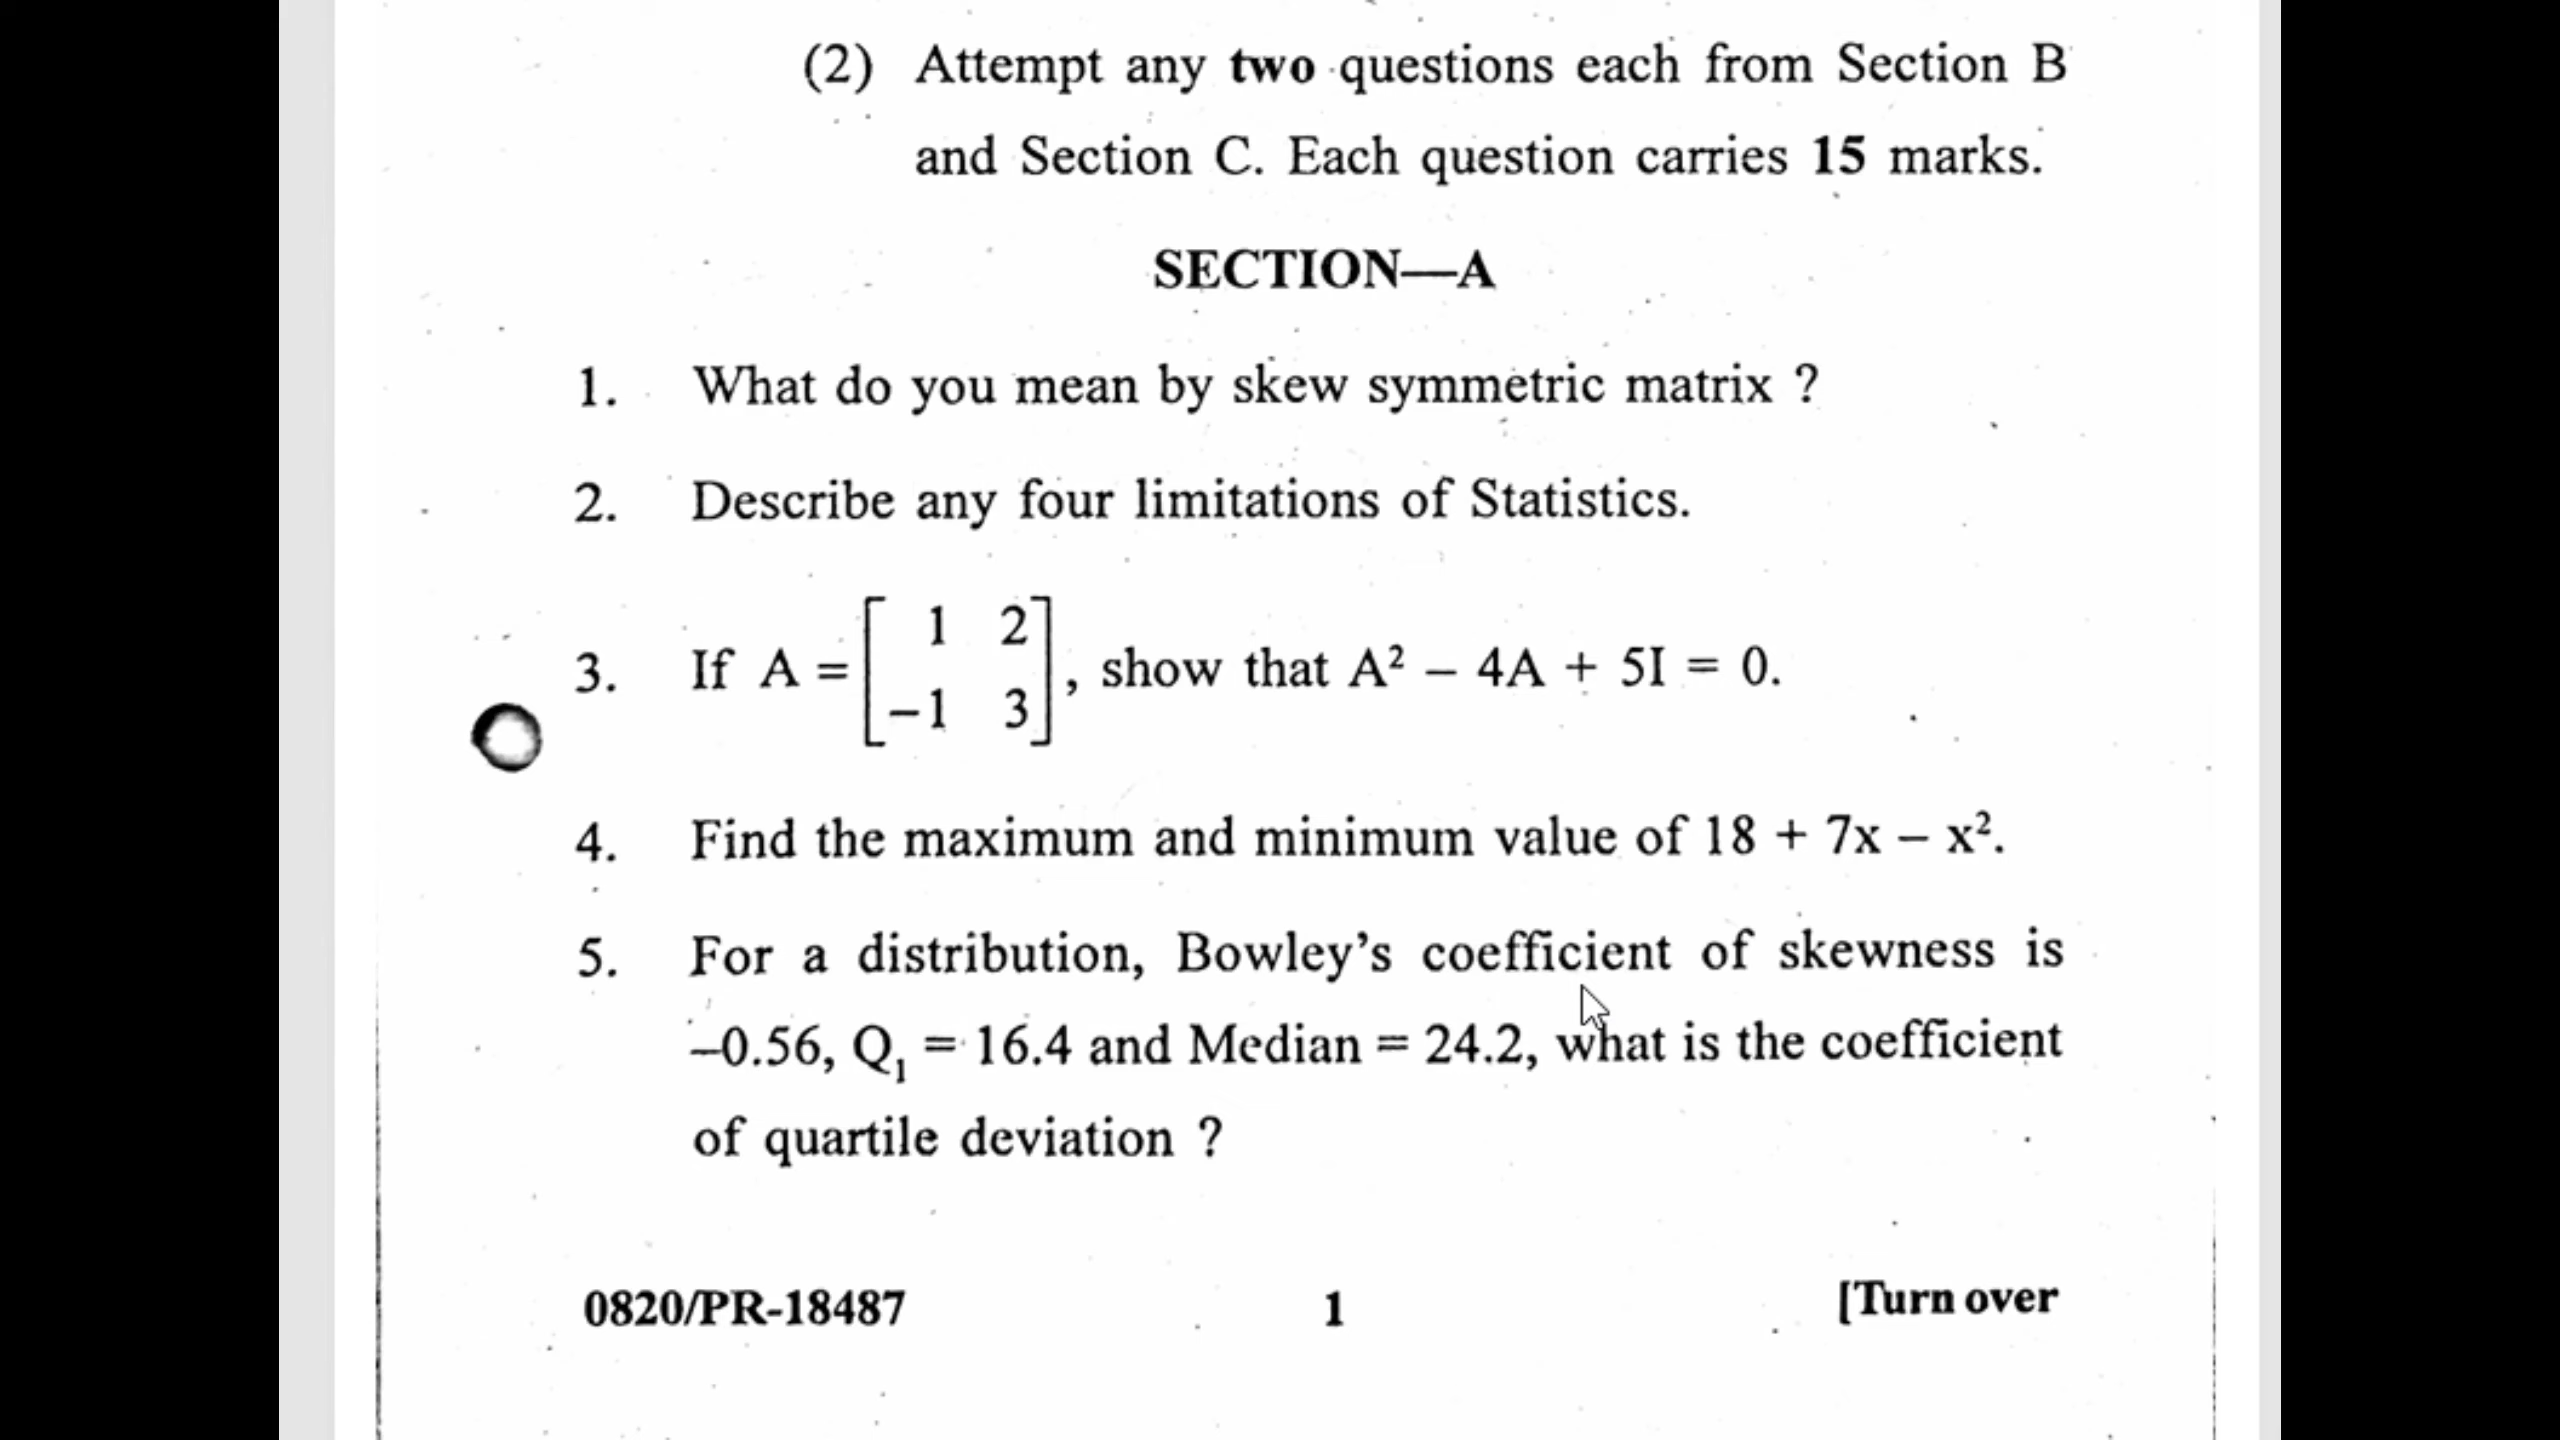 (2) Attempt any two questions each from Section B
and Section C. Each question carries 15 marks.
SECTION—A
1. What do you mean by skew symmetric matrix ?
2. Describe any four limitations of Statistics.
3. If A = [1 2; –1 3], show that A² – 4A + 5I = 0.
4. Find the maximum and minimum value of 18 + 7x – x².
5. For a distribution, Bowley's coefficient of skewness is
–0.56, Q₁ = 16.4 and Median = 24.2, what is the coefficient
of quartile deviation ?
0820/PR-18487 1 [Turn over